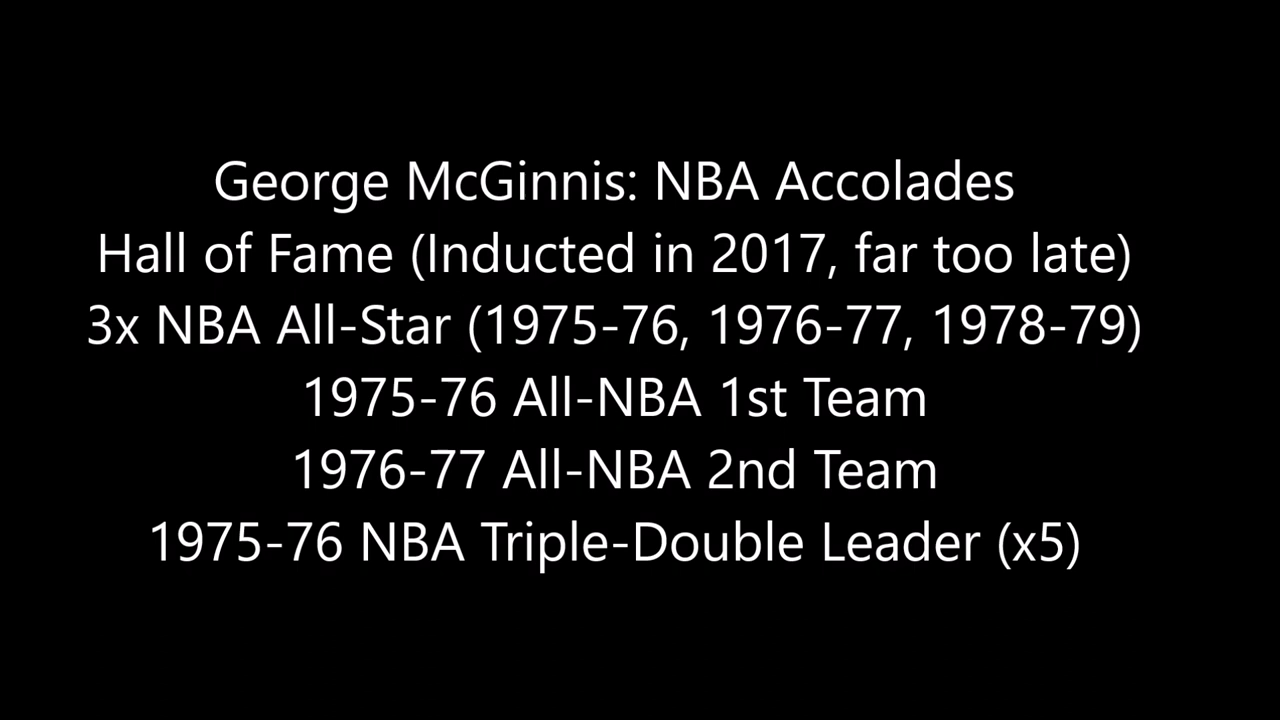 George McGinnis: NBA Accolades
Hall of Fame (Inducted in 2017, far too late)
3x NBA All-Star (1975-76, 1976-77, 1978-79)
1975-76 All-NBA 1st Team
1976-77 All-NBA 2nd Team
1975-76 NBA Triple-Double Leader (x5)